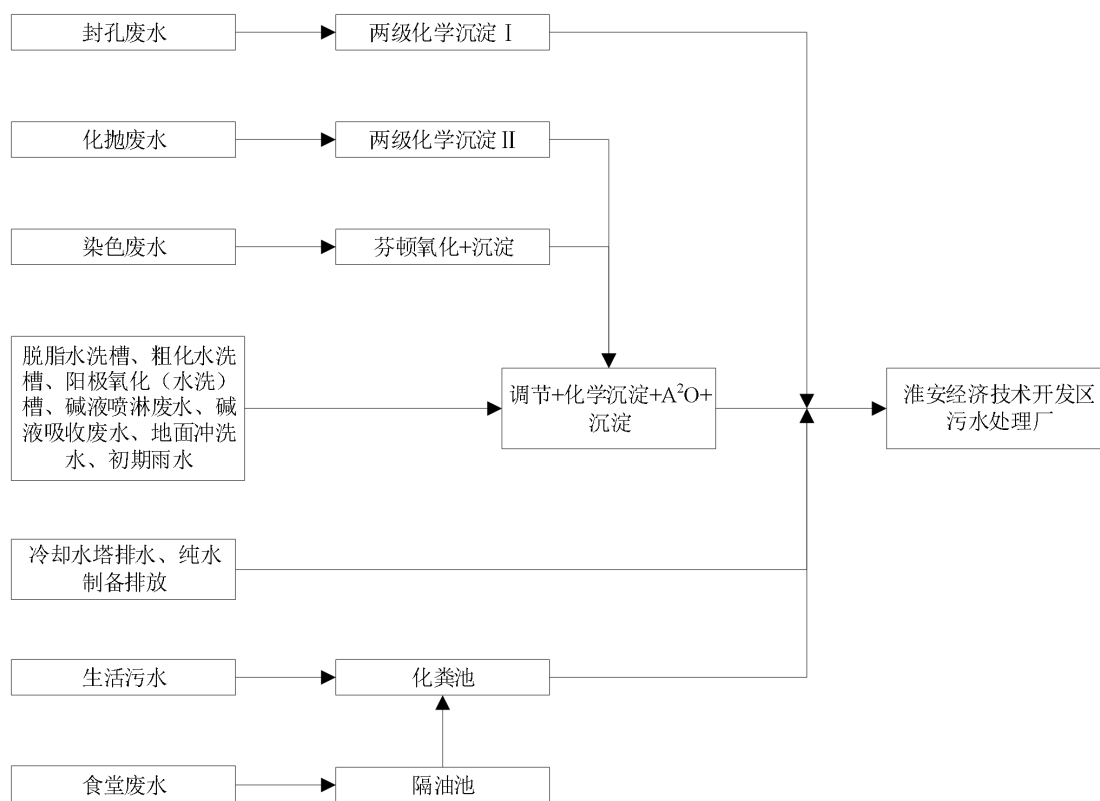 封孔废水
两级化学沉淀Ⅰ
化抛废水
两级化学沉淀Ⅱ
染色废水
芬顿氧化+沉淀
脱脂水洗槽、粗化水洗
槽、阳极氧化（水洗）
槽、碱液喷淋废水、碱
液吸收废水、地面冲洗
水、初期雨水
调节+化学沉淀+A²O+
沉淀
淮安经济技术开发区
污水处理厂
冷却水塔排水、纯水
制备排放
生活污水
化粪池
食堂废水
隔油池